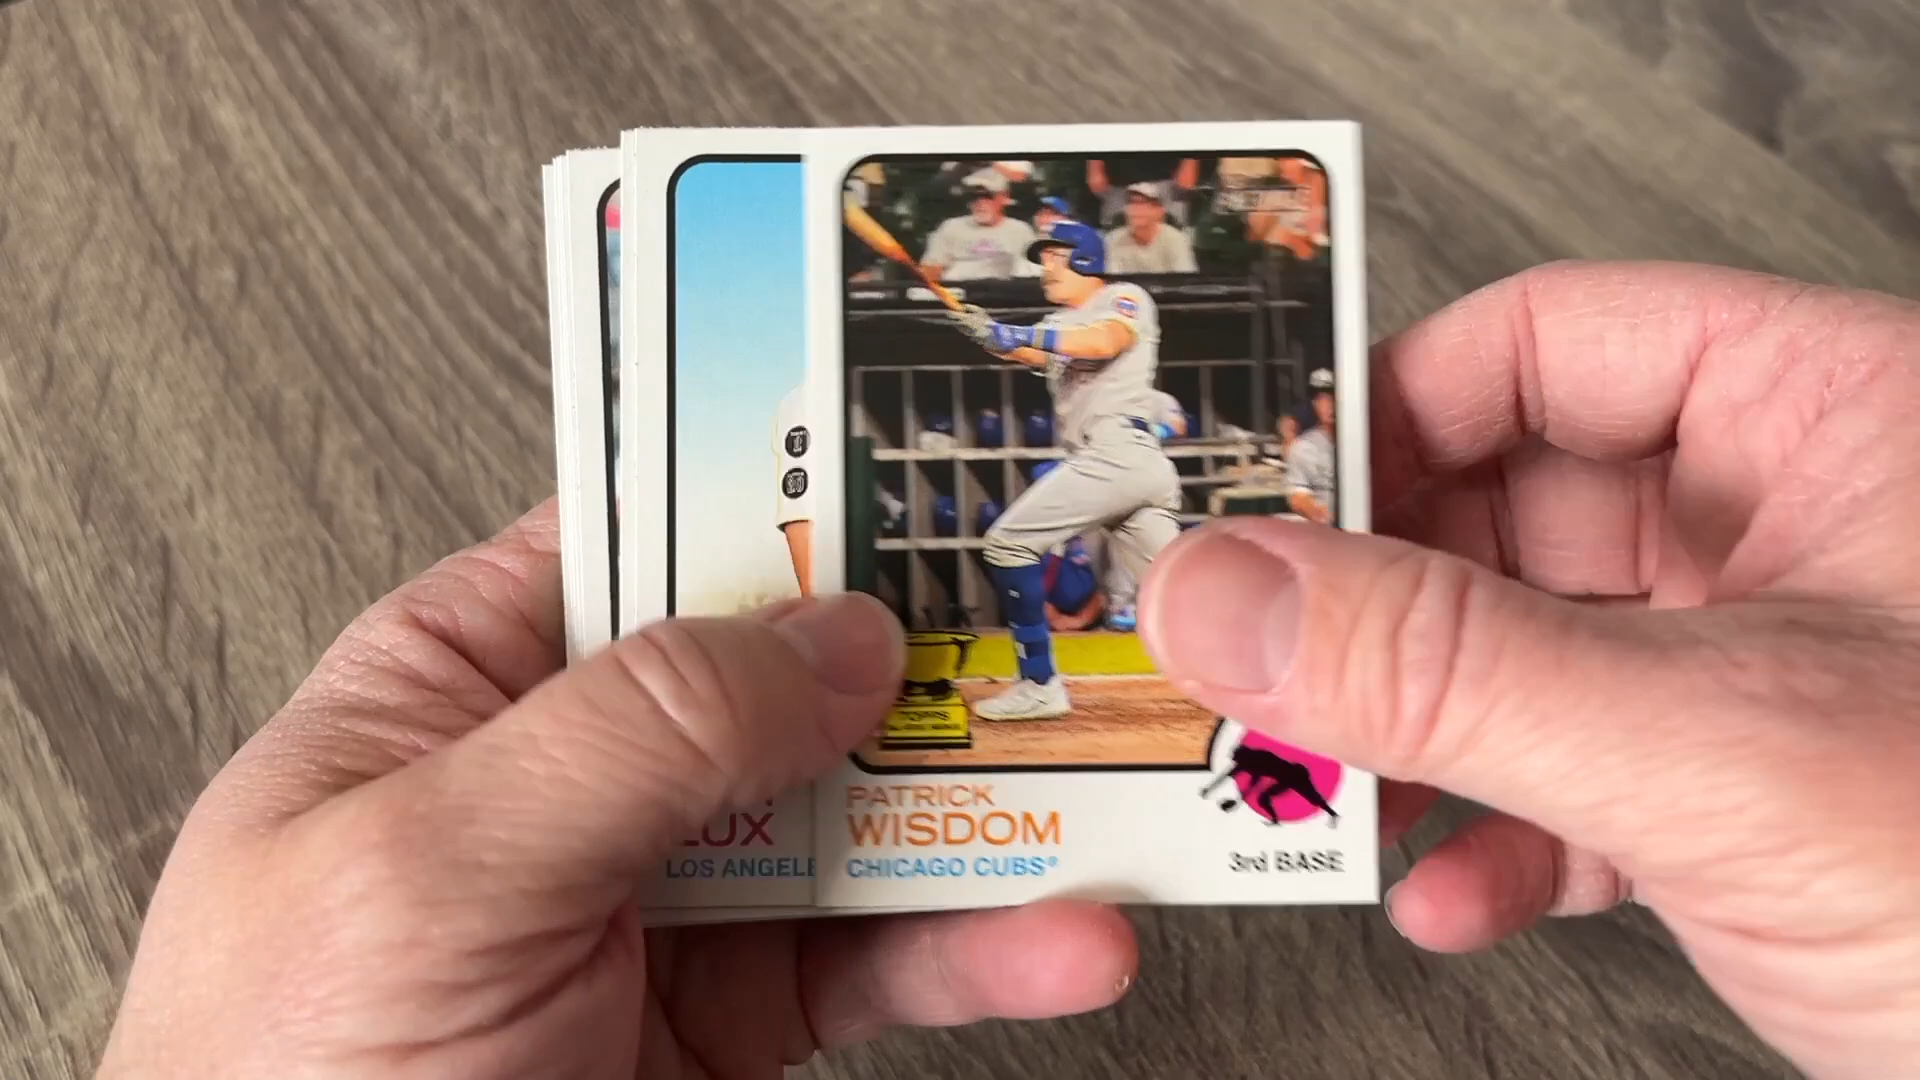 LUX
LOS ANGELE
PATRICK
WISDOM
CHICAGO CUBS®
3rd BASE